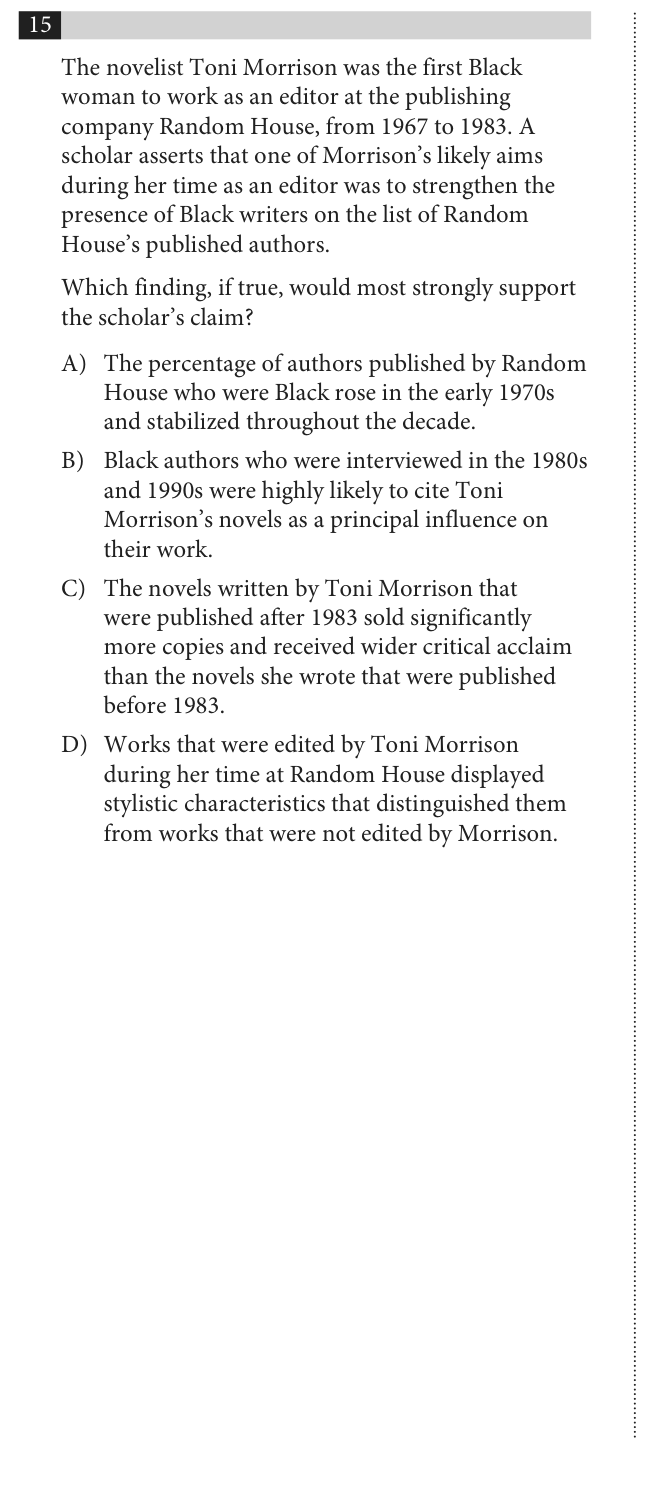 15
The novelist Toni Morrison was the first Black
woman to work as an editor at the publishing
company Random House, from 1967 to 1983. A
scholar asserts that one of Morrison’s likely aims
during her time as an editor was to strengthen the
presence of Black writers on the list of Random
House’s published authors.
Which finding, if true, would most strongly support
the scholar’s claim?
A) The percentage of authors published by Random
House who were Black rose in the early 1970s
and stabilized throughout the decade.
B) Black authors who were interviewed in the 1980s
and 1990s were highly likely to cite Toni
Morrison’s novels as a principal influence on
their work.
C) The novels written by Toni Morrison that
were published after 1983 sold significantly
more copies and received wider critical acclaim
than the novels she wrote that were published
before 1983.
D) Works that were edited by Toni Morrison
during her time at Random House displayed
stylistic characteristics that distinguished them
from works that were not edited by Morrison.